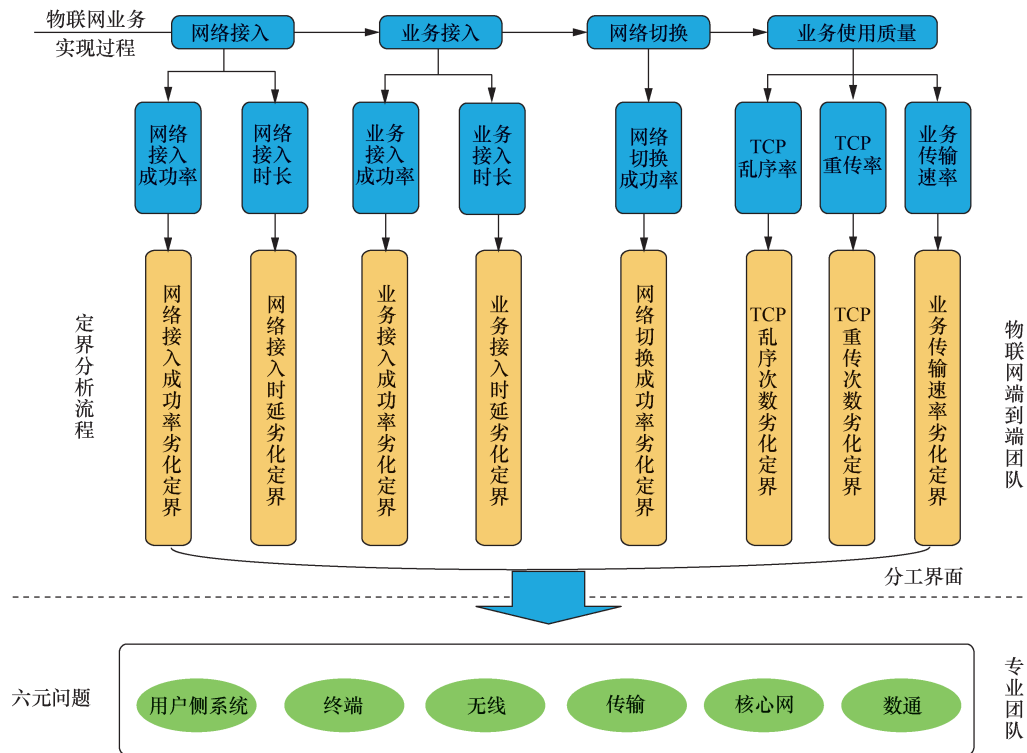 物联网业务
实现过程
网络接入
业务接入
网络切换
业务使用质量
网络
接入
成功率
网络
接入
时长
业务
接入
成功率
业务
接入
时长
网络
切换
成功率
TCP
乱序率
TCP
重传率
业务
传输
速率
定界分析流程
网络接入成功率劣化定界
网络接入时延劣化定界
业务接入成功率劣化定界
业务接入时延劣化定界
网络切换成功率劣化定界
TCP
乱序次数劣化定界
TCP
重传次数劣化定界
业务传输速率劣化定界
物联网端到端团队
分工界面
六元问题
用户侧系统
终端
无线
传输
核心网
数通
专业团队